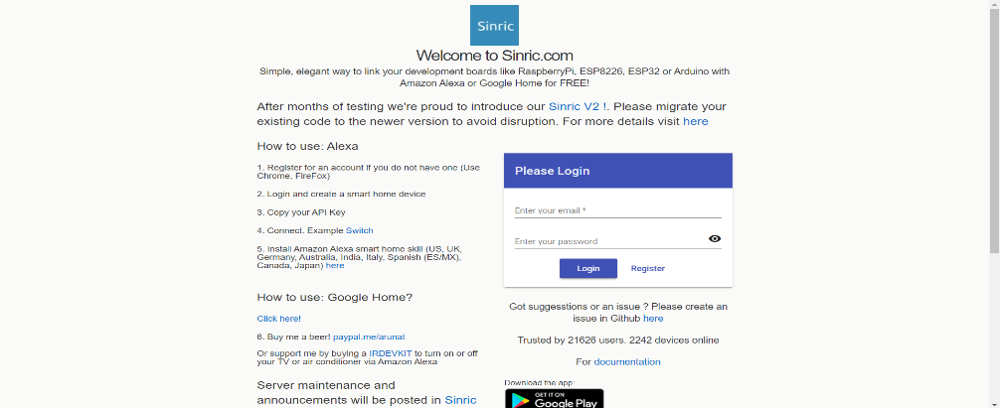 Sinric
Welcome to Sinric.com
Simple, elegant way to link your development boards like RaspberryPi, ESP8226, ESP32 or Arduino with
Amazon Alexa or Google Home for FREE!
After months of testing we're proud to introduce our Sinric V2 !. Please migrate your
existing code to the newer version to avoid disruption. For more details visit here
How to use: Alexa
1. Register for an account if you do not have one (Use
Chrome, FireFox)
2. Login and create a smart home device
3. Copy your API Key
4. Connect. Example Switch
5. Install Amazon Alexa smart home skill (US, UK,
Germany, Australia, India, Italy, Spanish (ES/MX),
Canada, Japan) here
How to use: Google Home?
Click here!
6. Buy me a beer! paypal.me/arunat
Or support me by buying a IRDEVKIT to turn on or off
your TV or air conditioner via Amazon Alexa
Server maintenance and
announcements will be posted in Sinric
Please Login
Enter your email *
Enter your password
Login
Register
Got suggesstions or an issue ? Please create an
issue in Github here
Trusted by 21626 users. 2242 devices online
For documentation
Download the app:
GET IT ON
Google Play